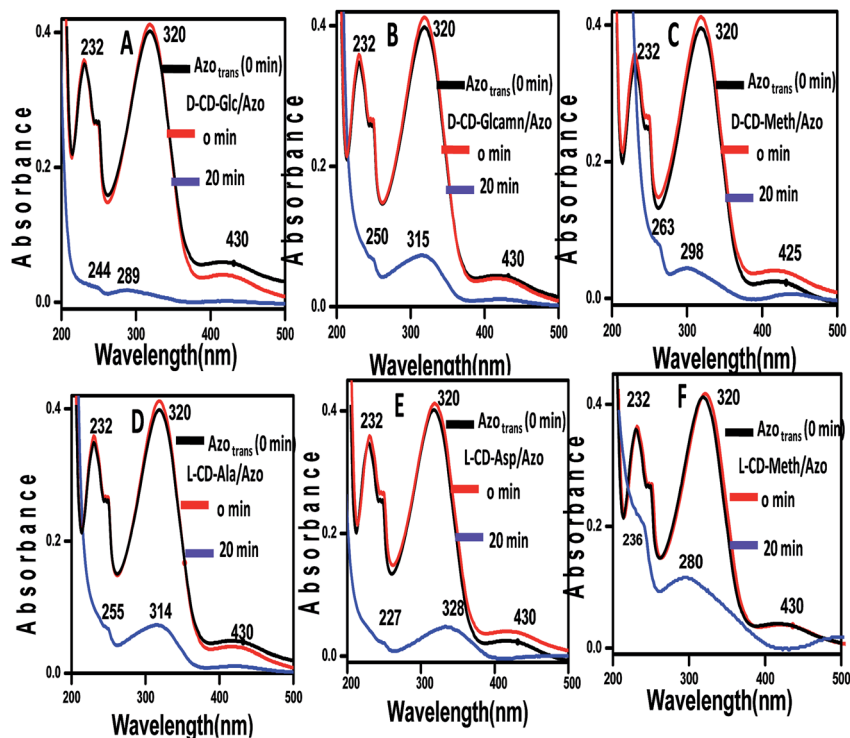 A b s o r b a n c e
0.4
0.2
0.0
A
232
320
Azo trans (0 min)
D-CD-Glc/Azo
o min
20 min
244
289
430
200 300 400 500
Wavelength(nm)
A b s o r b a n c e
0.4
0.2
0.0
B
232
320
Azo trans (0 min)
D-CD-Glcamn/Azo
o min
20 min
250
315
430
200 300 400 500
Wavelength(nm)
A b s o r b a n c e
0.4
0.2
0.0
C
232
320
Azo trans (0 min)
D-CD-Meth/Azo
o min
20 min
263
298
425
200 300 400 500
Wavelength(nm)
A b s o r b a n c e
0.4
0.2
0.0
D
232
320
Azo trans (0 min)
L-CD-Ala/Azo
o min
20 min
255
314
430
200 300 400 500
Wavelength(nm)
A b s o r b a n c e
0.4
0.2
0.0
E
232
320
Azo trans (0 min)
L-CD-Asp/Azo
o min
20 min
227
328
430
200 300 400 500
Wavelength(nm)
A b s o r b a n c e
0.4
0.2
0.0
F
232
320
Azo trans (0 min)
L-CD-Meth/Azo
o min
20 min
236
280
430
200 300 400 500
Wavelength(nm)